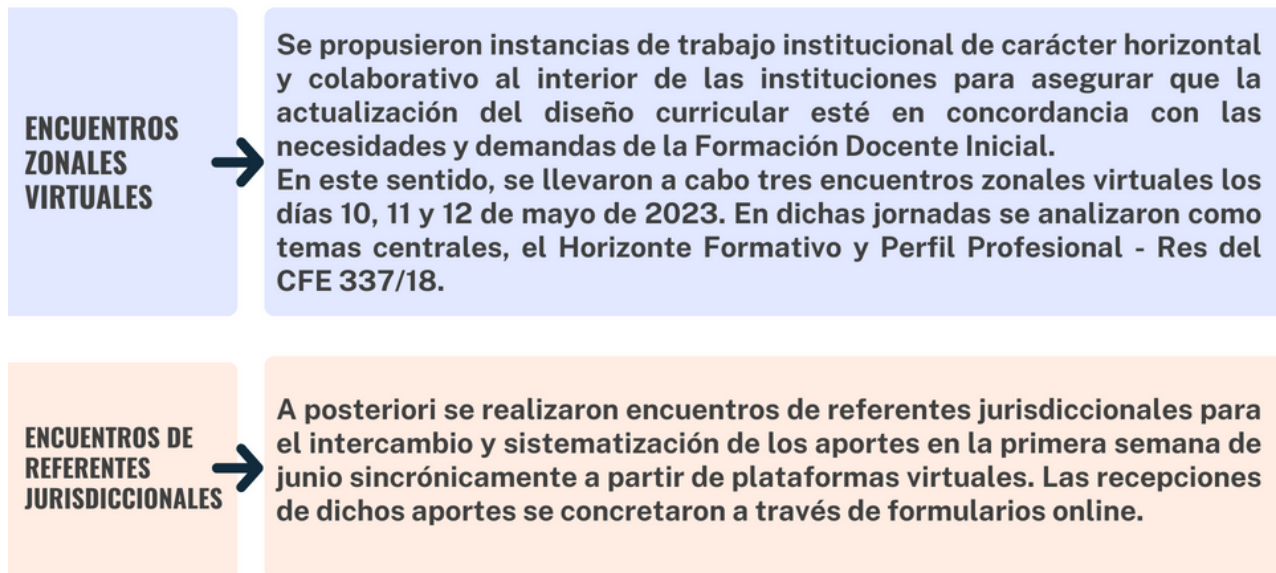 ENCUENTROS
ZONALES
VIRTUALES
Se propusieron instancias de trabajo institucional de carácter horizontal
y colaborativo al interior de las instituciones para asegurar que la
actualización del diseño curricular esté en concordancia con las
necesidades y demandas de la Formación Docente Inicial.
En este sentido, se llevaron a cabo tres encuentros zonales virtuales los
días 10, 11 y 12 de mayo de 2023. En dichas jornadas se analizaron como
temas centrales, el Horizonte Formativo y Perfil Profesional - Res del
CFE 337/18.
ENCUENTROS DE
REFERENTES
JURISDICCIONALES
A posteriori se realizaron encuentros de referentes jurisdiccionales para
el intercambio y sistematización de los aportes en la primera semana de
junio sincrónicamente a partir de plataformas virtuales. Las recepciones
de dichos aportes se concretaron a través de formularios online.